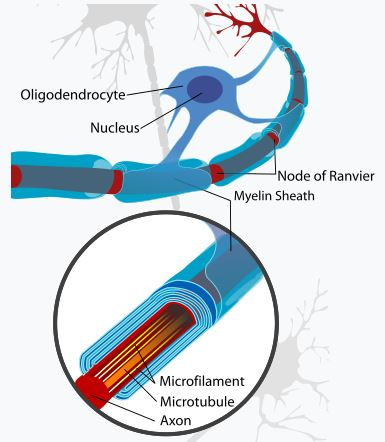 Oligodendrocyte
Nucleus
Node of Ranvier
Myelin Sheath
Microfilament
Microtubule
Axon